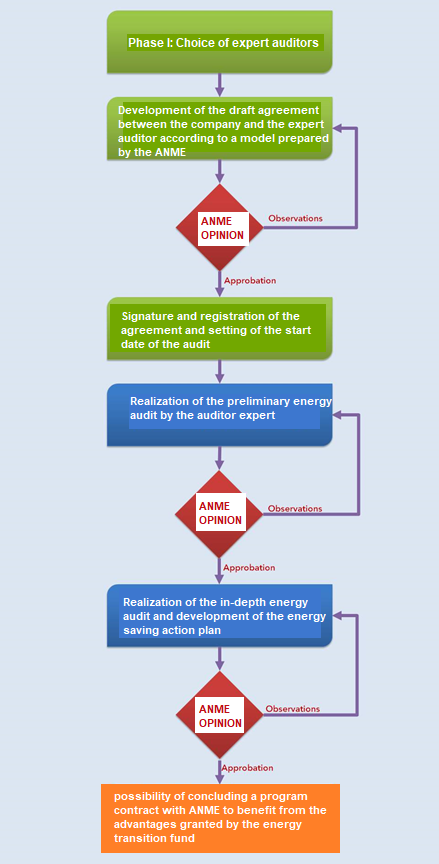 Phase I: Choice of expert auditors
Development of the draft agreement
between the company and the expert
auditor according to a model prepared
by the ANME
ANME
OPINION
Observations
Approbation
Signature and registration of the
agreement and setting of the start
date of the audit
Realization of the preliminary energy
audit by the auditor expert
ANME
OPINION
Observations
Approbation
Realization of the in-depth energy
audit and development of the energy
saving action plan
ANME
OPINION
Observations
Approbation
possibility of concluding a program
contract with ANME to benefit from the
advantages granted by the energy
transition fund